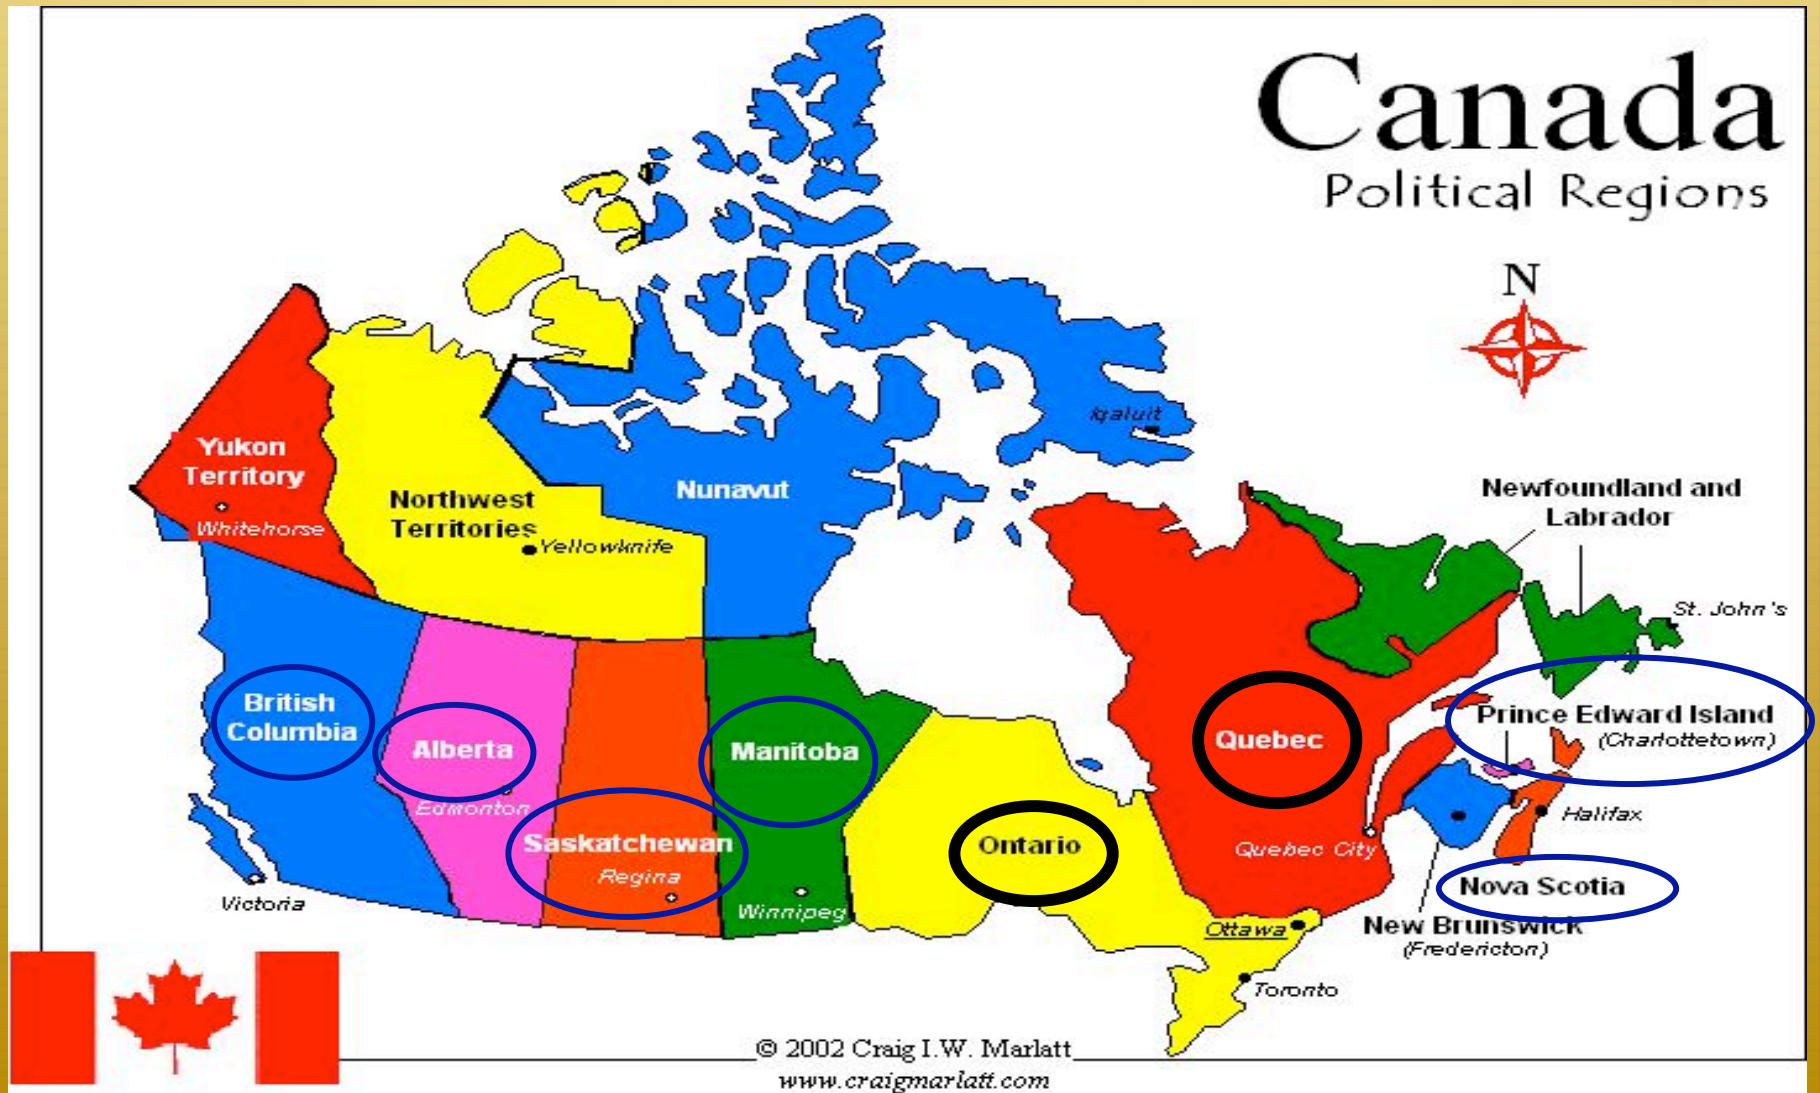 Canada
Political Regions
N
Iqaluit
Yukon
Territory
Whitehorse
Northwest
Territories
Yellowknife
Nunavut
Newfoundland and
Labrador
St. John's
British
Columbia
Victoria
Alberta
Edmonton
Saskatchewan
Regina
Manitoba
Winnipeg
Ontario
Ottawa
Toronto
Quebec
Quebec City
Prince Edward Island
(Charlottetown)
Halifax
Nova Scotia
New Brunswick
(Fredericton)
© 2002 Craig I.W. Marlatt
www.craigmarlatt.com